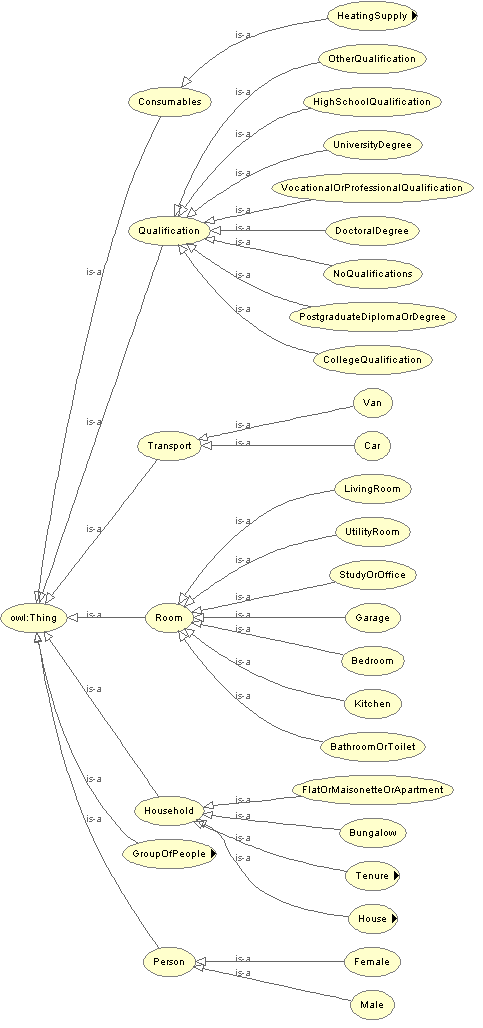 HeatingSupply
is-a
Consumables
OtherQualification
is-a
HighSchoolQualification
is-a
UniversityDegree
is-a
VocationalOrProfessionalQualification
is-a
Qualification
is-a
DoctoralDegree
is-a
NoQualifications
is-a
is-a
PostgraduateDiplomaOrDegree
is-a
CollegeQualification
Van
is-a
is-a
Transport
is-a
Car
LivingRoom
is-a
is-a
UtilityRoom
is-a
StudyOrOffice
is-a
owl:Thing
is-a
Room
is-a
Garage
is-a
Bedroom
is-a
Kitchen
is-a
is-a
BathroomOrToilet
is-a
FlatOrMaisonetteOrApartment
Household
is-a
Bungalow
is-a
GroupOfPeople
is-a
is-a
Tenure
is-a
House
Person
is-a
Female
is-a
Male